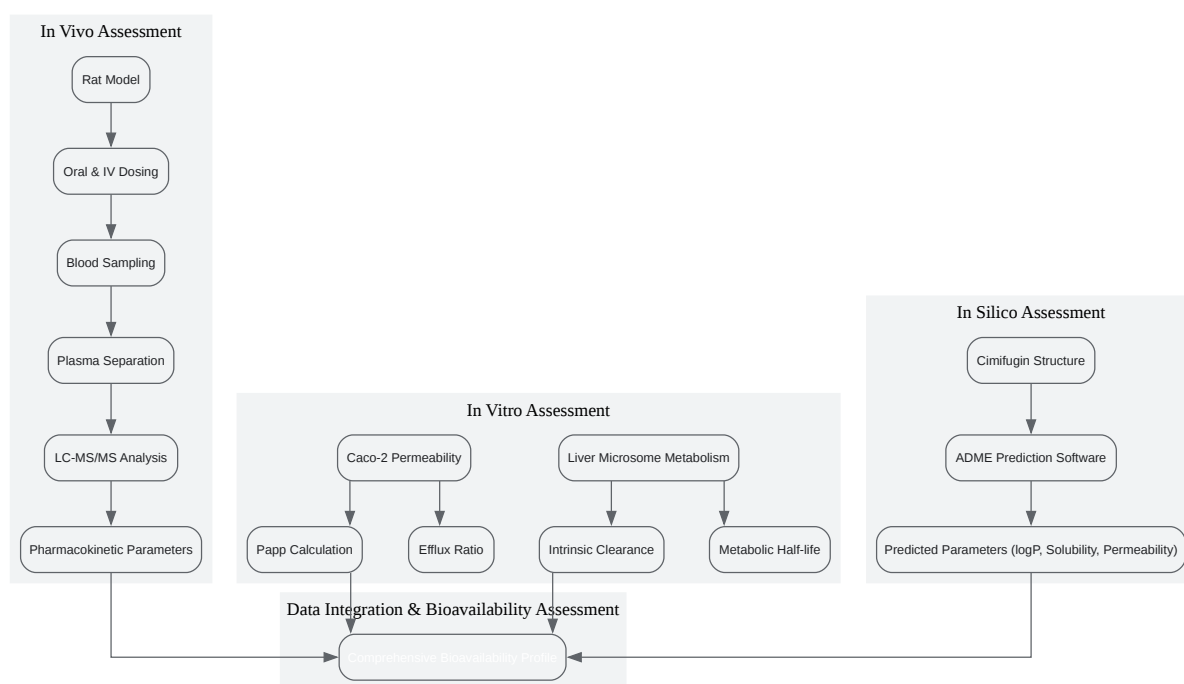 In Vivo Assessment
Rat Model
Oral & IV Dosing
Blood Sampling
Plasma Separation
LC-MS/MS Analysis
Pharmacokinetic Parameters
In Vitro Assessment
Caco-2 Permeability
Liver Microsome Metabolism
Papp Calculation
Efflux Ratio
Intrinsic Clearance
Metabolic Half-life
In Silico Assessment
Cimifugin Structure
ADME Prediction Software
Predicted Parameters (logP, Solubility, Permeability)
Data Integration & Bioavailability Assessment
Comprehensive Bioavailability Profile